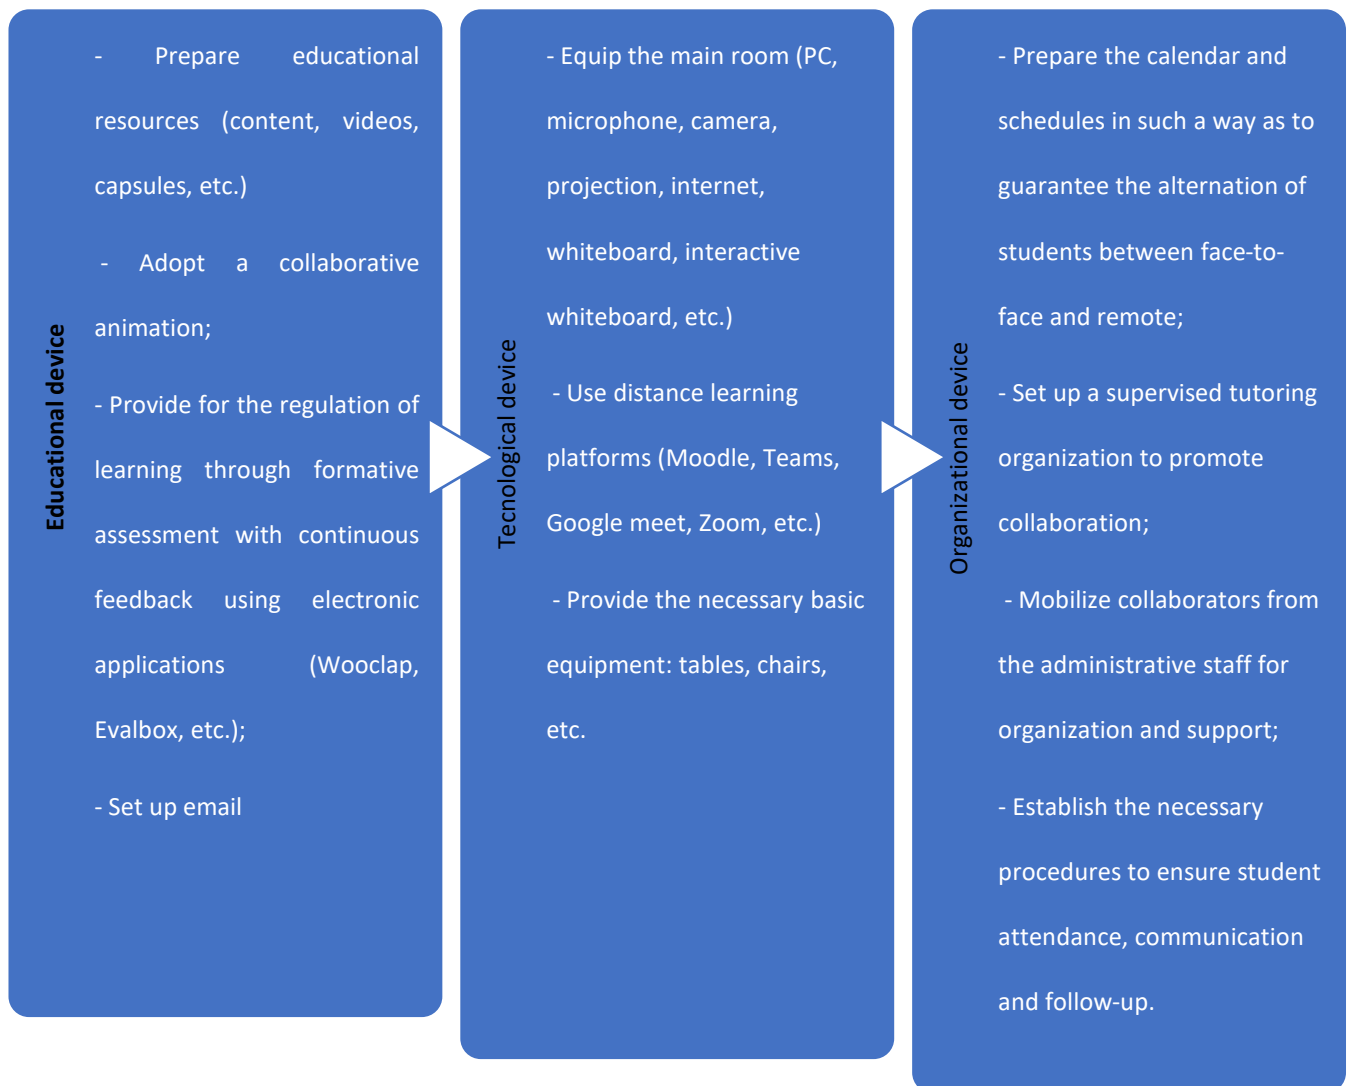 Educational device
- Prepare educational
resources (content, videos,
capsules, etc.)
- Adopt a collaborative
animation;
- Provide for the regulation of
learning through formative
assessment with continuous
feedback using electronic
applications (Wooclap,
Evalbox, etc.);
- Set up email
Tecnological device
- Equip the main room (PC,
microphone, camera,
projection, internet,
whiteboard, interactive
whiteboard, etc.)
- Use distance learning
platforms (Moodle, Teams,
Google meet, Zoom, etc.)
- Provide the necessary basic
equipment: tables, chairs,
etc.
Organizational device
- Prepare the calendar and
schedules in such a way as to
guarantee the alternation of
students between face-to-
face and remote;
- Set up a supervised tutoring
organization to promote
collaboration;
- Mobilize collaborators from
the administrative staff for
organization and support;
- Establish the necessary
procedures to ensure student
attendance, communication
and follow-up.